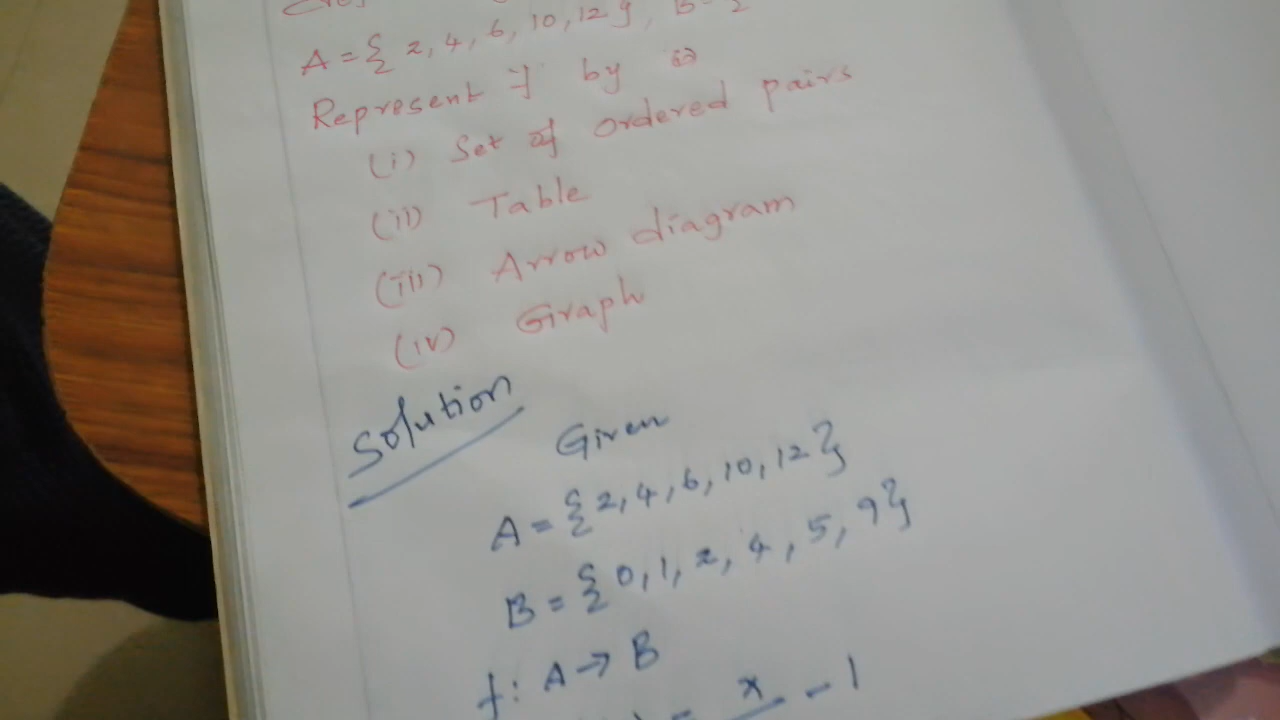 A = { 2, 4, 6, 10, 12 }, B = {
Represent f by
(i) Set of ordered pairs
(ii) Table
(iii) Arrow diagram
(iv) Graph
Solution
Given
A = { 2, 4, 6, 10, 12 }
B = { 0, 1, 2, 4, 5, 9 }
f : A → B
= x - 1